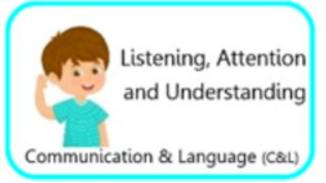 Listening, Attention
and Understanding
Communication & Language (C&L)